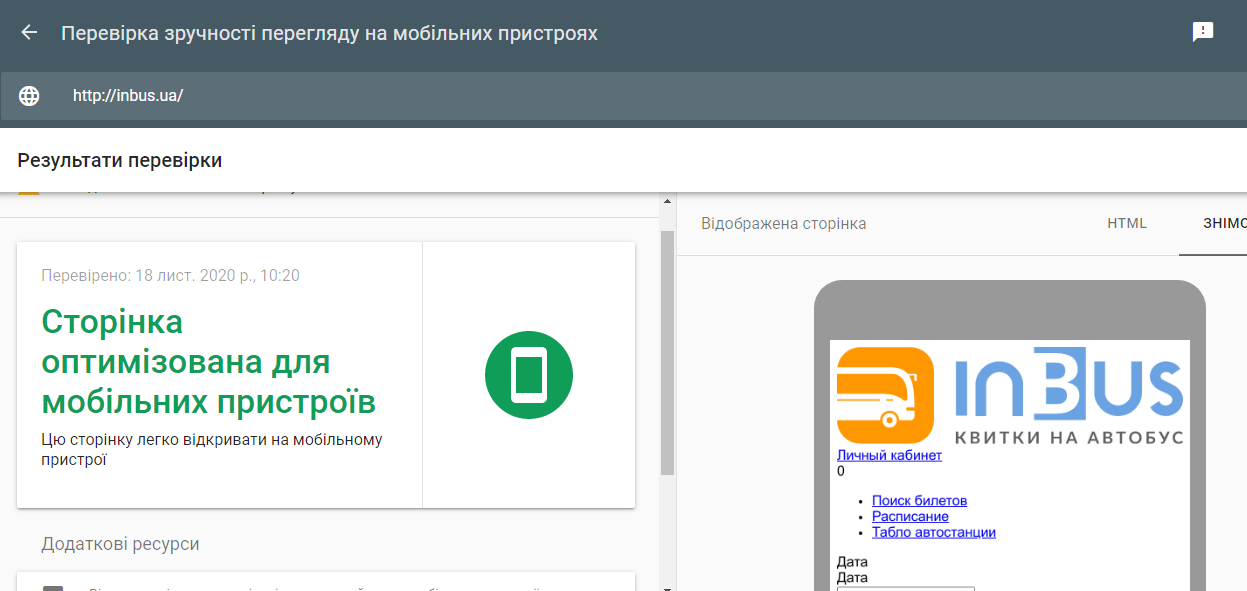 Перевірка зручності перегляду на мобільних пристроях
http://inbus.ua/
Результати перевірки
Перевірено: 18 лист. 2020 р., 10:20
Сторінка
оптимізована для
мобільних пристроїв
Цю сторінку легко відкривати на мобільному
пристрої
Додаткові ресурси
Відображена сторінка
HTML
ЗНІМО
InBus
КВИТКИ НА АВТОБУС
Личный кабинет
0
Поиск билетов
Расписание
Табло автостанции
Дата
Дата